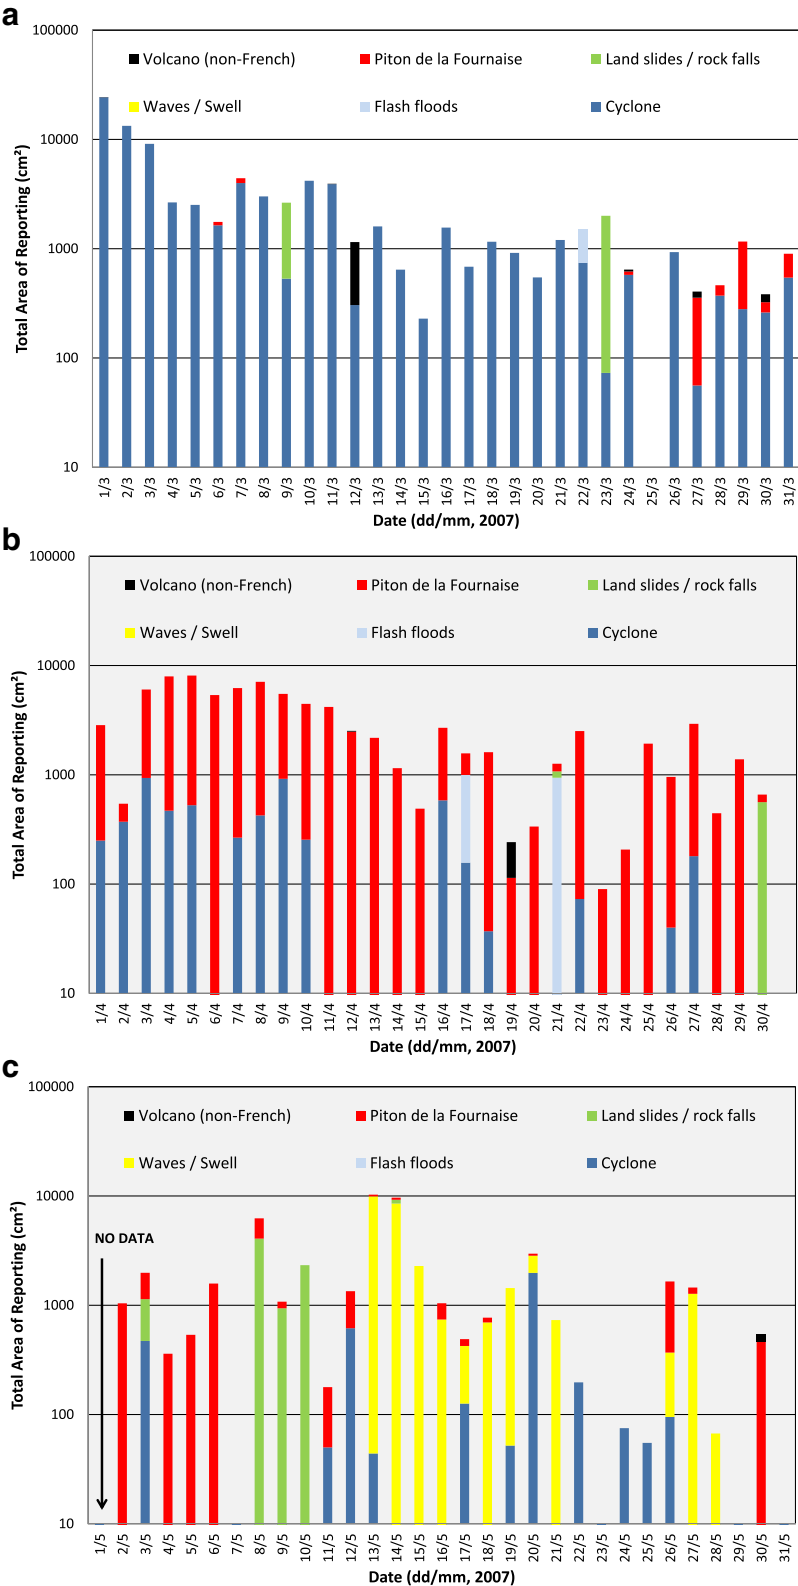 a
100000
Volcano (non-French) Piton de la Fournaise Land slides / rock falls
Waves / Swell Flash floods Cyclone
10000
1000
100
10
Total Area of Reporting (cm²)
1/3 2/3 3/3 4/3 5/3 6/3 7/3 8/3 9/3 10/3 11/3 12/3 13/3 14/3 15/3 16/3 17/3 18/3 19/3 20/3 21/3 22/3 23/3 24/3 25/3 26/3 27/3 28/3 29/3 30/3 31/3
Date (dd/mm, 2007)
b
100000
Volcano (non-French) Piton de la Fournaise Land slides / rock falls
Waves / Swell Flash floods Cyclone
10000
1000
100
10
Total Area of Reporting (cm²)
1/4 2/4 3/4 4/4 5/4 6/4 7/4 8/4 9/4 10/4 11/4 12/4 13/4 14/4 15/4 16/4 17/4 18/4 19/4 20/4 21/4 22/4 23/4 24/4 25/4 26/4 27/4 28/4 29/4 30/4
Date (dd/mm, 2007)
c
100000
Volcano (non-French) Piton de la Fournaise Land slides / rock falls
Waves / Swell Flash floods Cyclone
10000
NO DATA
1000
100
10
Total Area of Reporting (cm²)
1/5 2/5 3/5 4/5 5/5 6/5 7/5 8/5 9/5 10/5 11/5 12/5 13/5 14/5 15/5 16/5 17/5 18/5 19/5 20/5 21/5 22/5 23/5 24/5 25/5 26/5 27/5 28/5 29/5 30/5 31/5
Date (dd/mm, 2007)